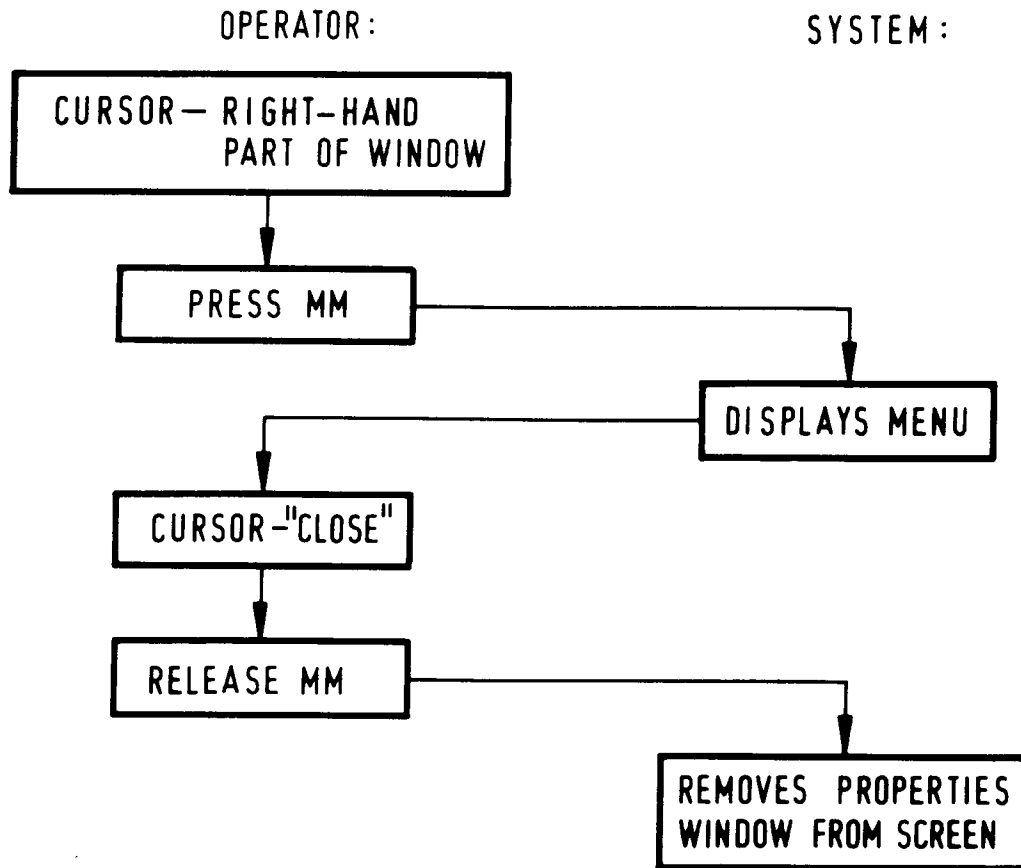 OPERATOR:
SYSTEM:
CURSOR— RIGHT-HAND
PART OF WINDOW
PRESS MM
DISPLAYS MENU
CURSOR-"CLOSE"
RELEASE MM
REMOVES PROPERTIES
WINDOW FROM SCREEN